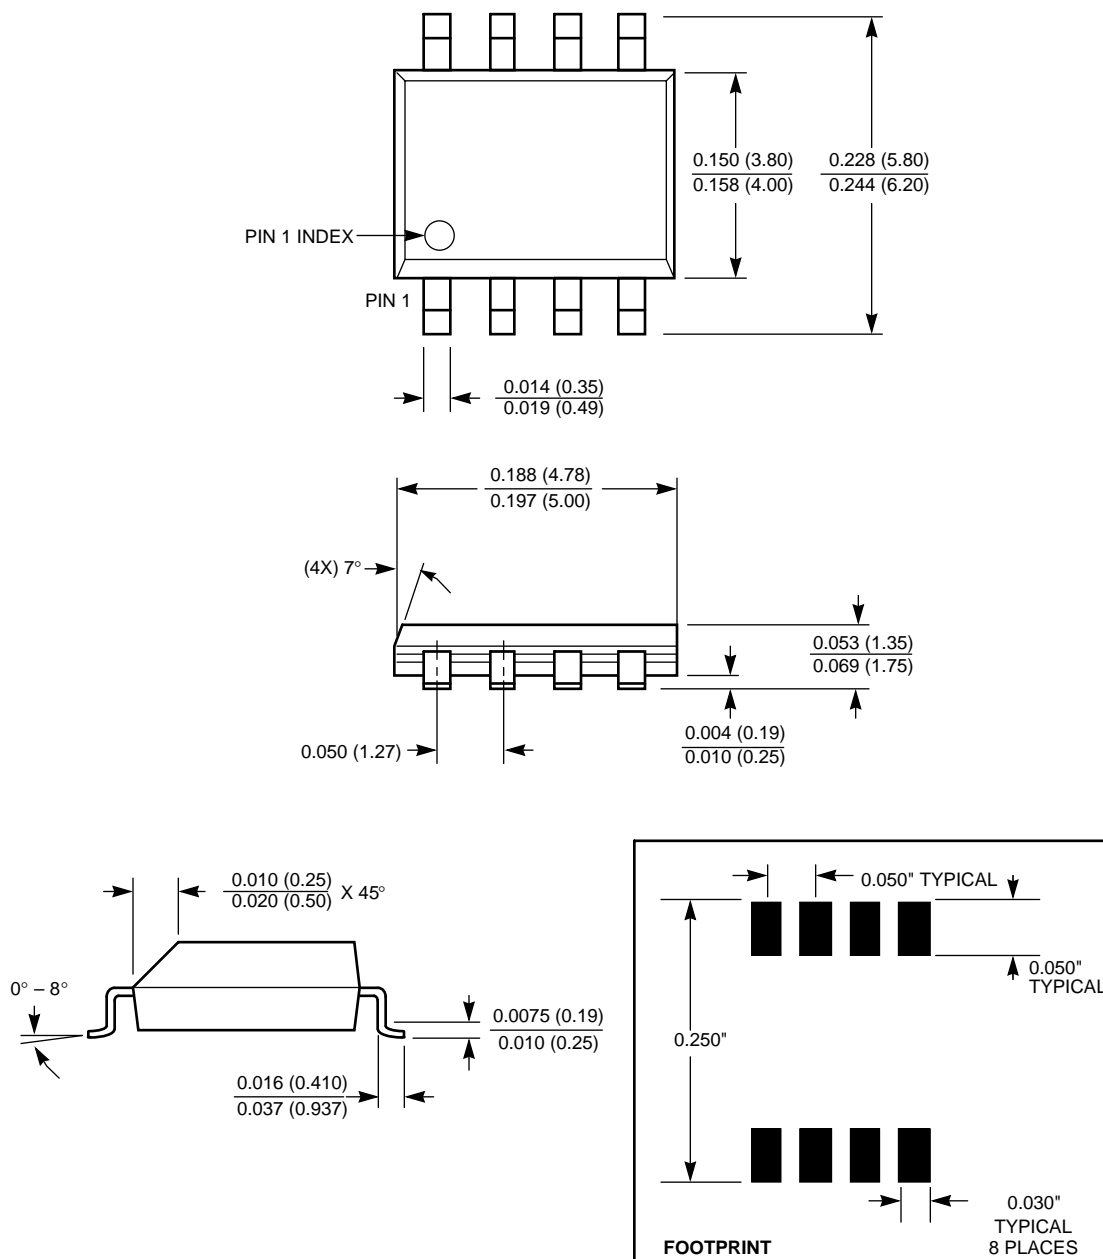 0.150 (3.80)
0.158 (4.00)
0.228 (5.80)
0.244 (6.20)
PIN 1 INDEX
PIN 1
0.014 (0.35)
0.019 (0.49)
0.188 (4.78)
0.197 (5.00)
(4X) 7°
0.053 (1.35)
0.069 (1.75)
0.004 (0.19)
0.010 (0.25)
0.050 (1.27)
0.010 (0.25)
0.020 (0.50)
X 45°
0° – 8°
0.0075 (0.19)
0.010 (0.25)
0.016 (0.410)
0.037 (0.937)
0.050" TYPICAL
0.050"
TYPICAL
0.250"
0.030"
TYPICAL
8 PLACES
FOOTPRINT